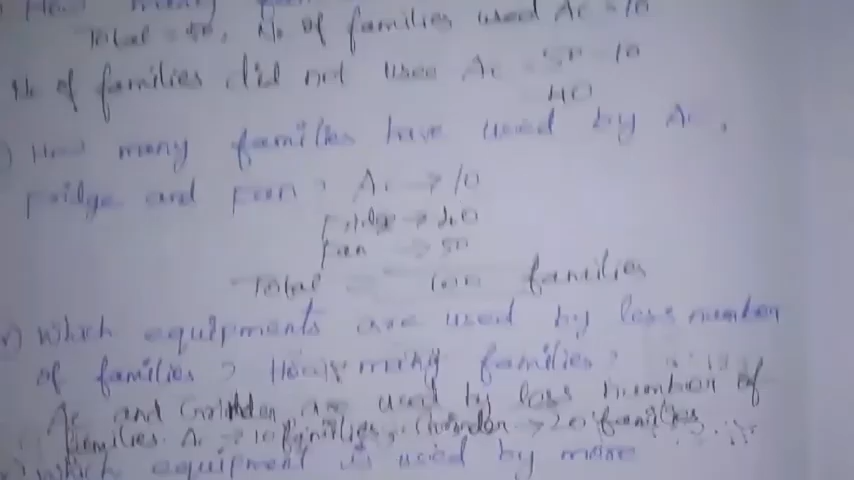 How many
Total = 50, No of families used Ac = 10
No of families did not used Ac = 50 - 10
40
) How many families have used by Ac,
Fridge and Fan? Ac → 10
Fridge → 40
Fan → 50
Total = 100 families
) Which equipments are used by less number
of families? How many families?
Ac and Grinder are used by less number of
families. Ac → 10 families, Grinder → 20 families
) which equipment is used by more